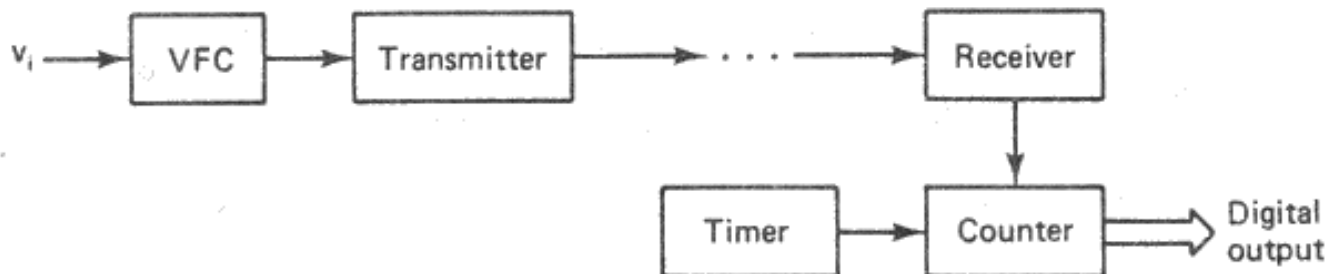 vᵢ
VFC
Transmitter
. . .
Receiver
Timer
Counter
Digital
output